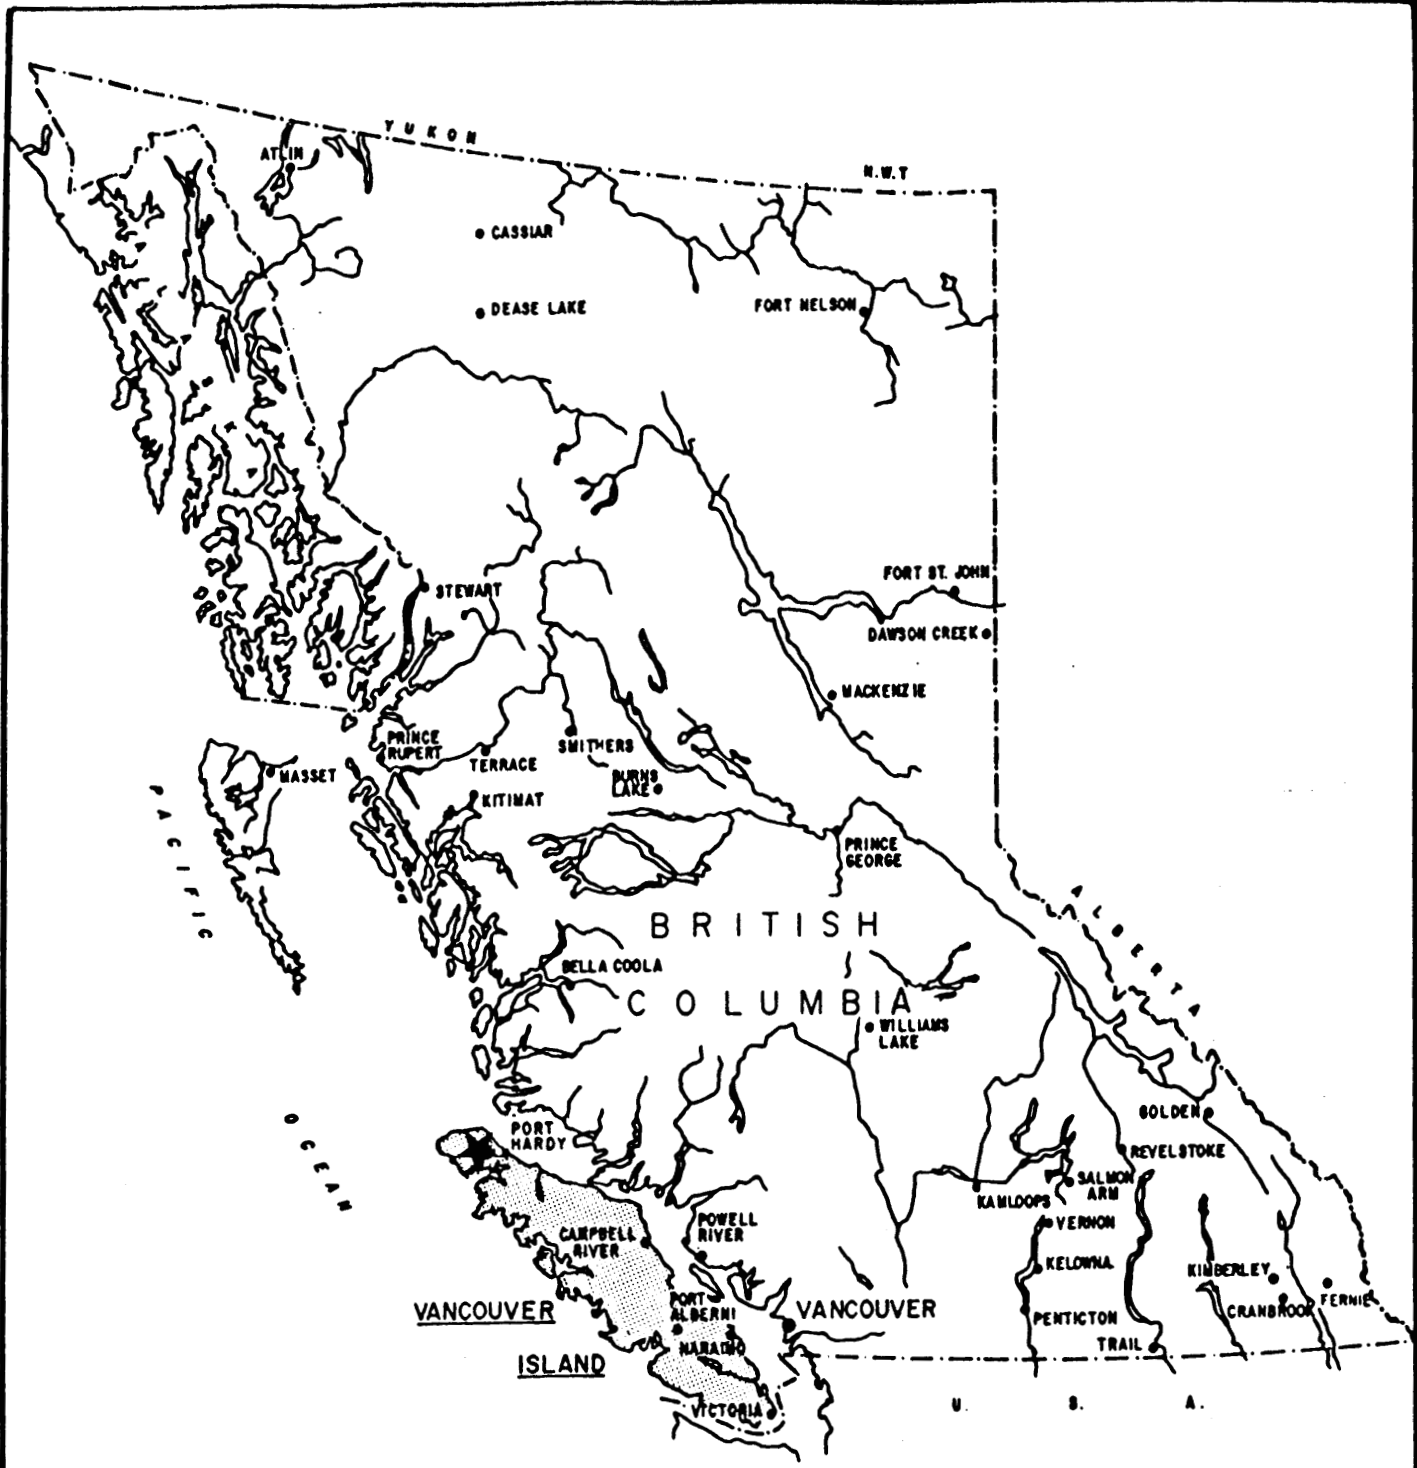 YUKON
N.W.T
ATLIN
CASSIAR
DEASE LAKE
FORT NELSON
STEWART
FORT ST. JOHN
DAWSON CREEK
MACKENZIE
PRINCE
RUPERT
TERRACE
SMITHERS
MASSET
KITIMAT
BURNS
LAKE
PRINCE
GEORGE
PACIFIC
OCEAN
ALBERTA
BRITISH
COLUMBIA
BELLA COOLA
WILLIAMS
LAKE
PORT
HARDY
GOLDEN
REVELSTOKE
SALMON
ARM
KAMLOOPS
VERNON
KELOWNA
PENTICTON
CAMPBELL
RIVER
POWELL
RIVER
KIMBERLEY
CRANBROOK
FERNIE
TRAIL
PORT
ALBERNI
NANAIMO
VANCOUVER
VANCOUVER
ISLAND
VICTORIA
U. S. A.